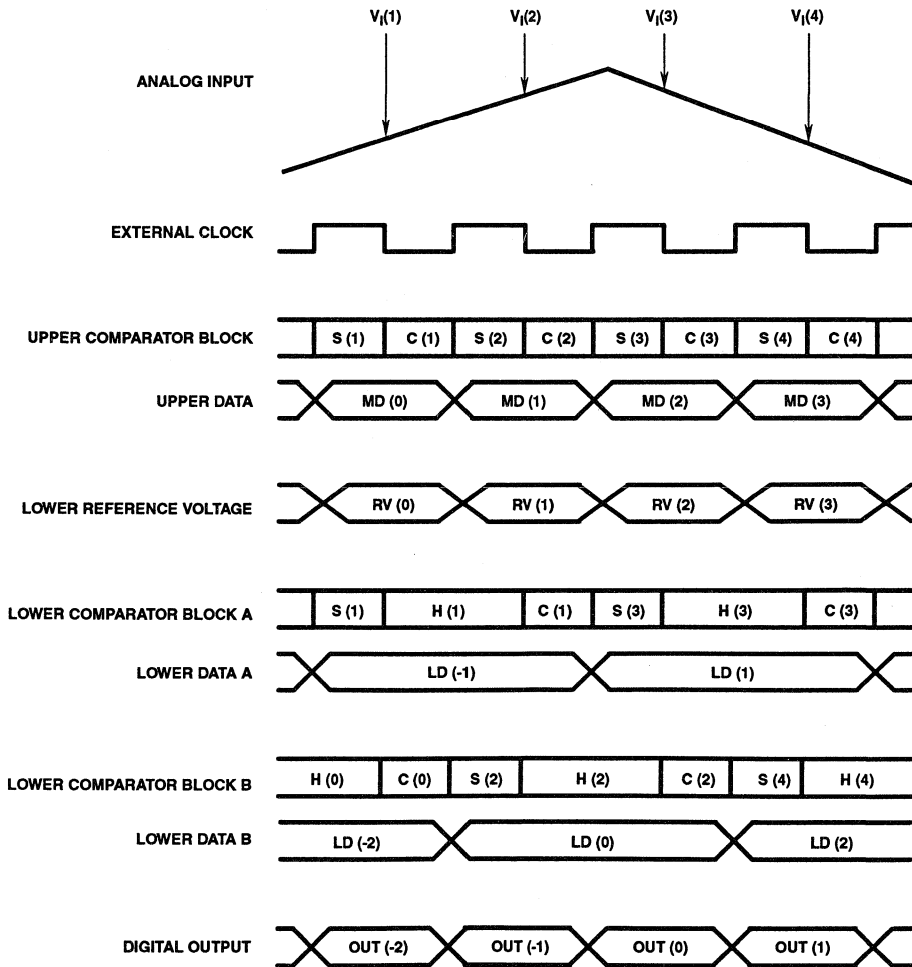 V_I(1) V_I(2) V_I(3) V_I(4)
ANALOG INPUT
EXTERNAL CLOCK
UPPER COMPARATOR BLOCK S (1) C (1) S (2) C (2) S (3) C (3) S (4) C (4)
UPPER DATA MD (0) MD (1) MD (2) MD (3)
LOWER REFERENCE VOLTAGE RV (0) RV (1) RV (2) RV (3)
LOWER COMPARATOR BLOCK A S (1) H (1) C (1) S (3) H (3) C (3)
LOWER DATA A LD (-1) LD (1)
LOWER COMPARATOR BLOCK B H (0) C (0) S (2) H (2) C (2) S (4) H (4)
LOWER DATA B LD (-2) LD (0) LD (2)
DIGITAL OUTPUT OUT (-2) OUT (-1) OUT (0) OUT (1)